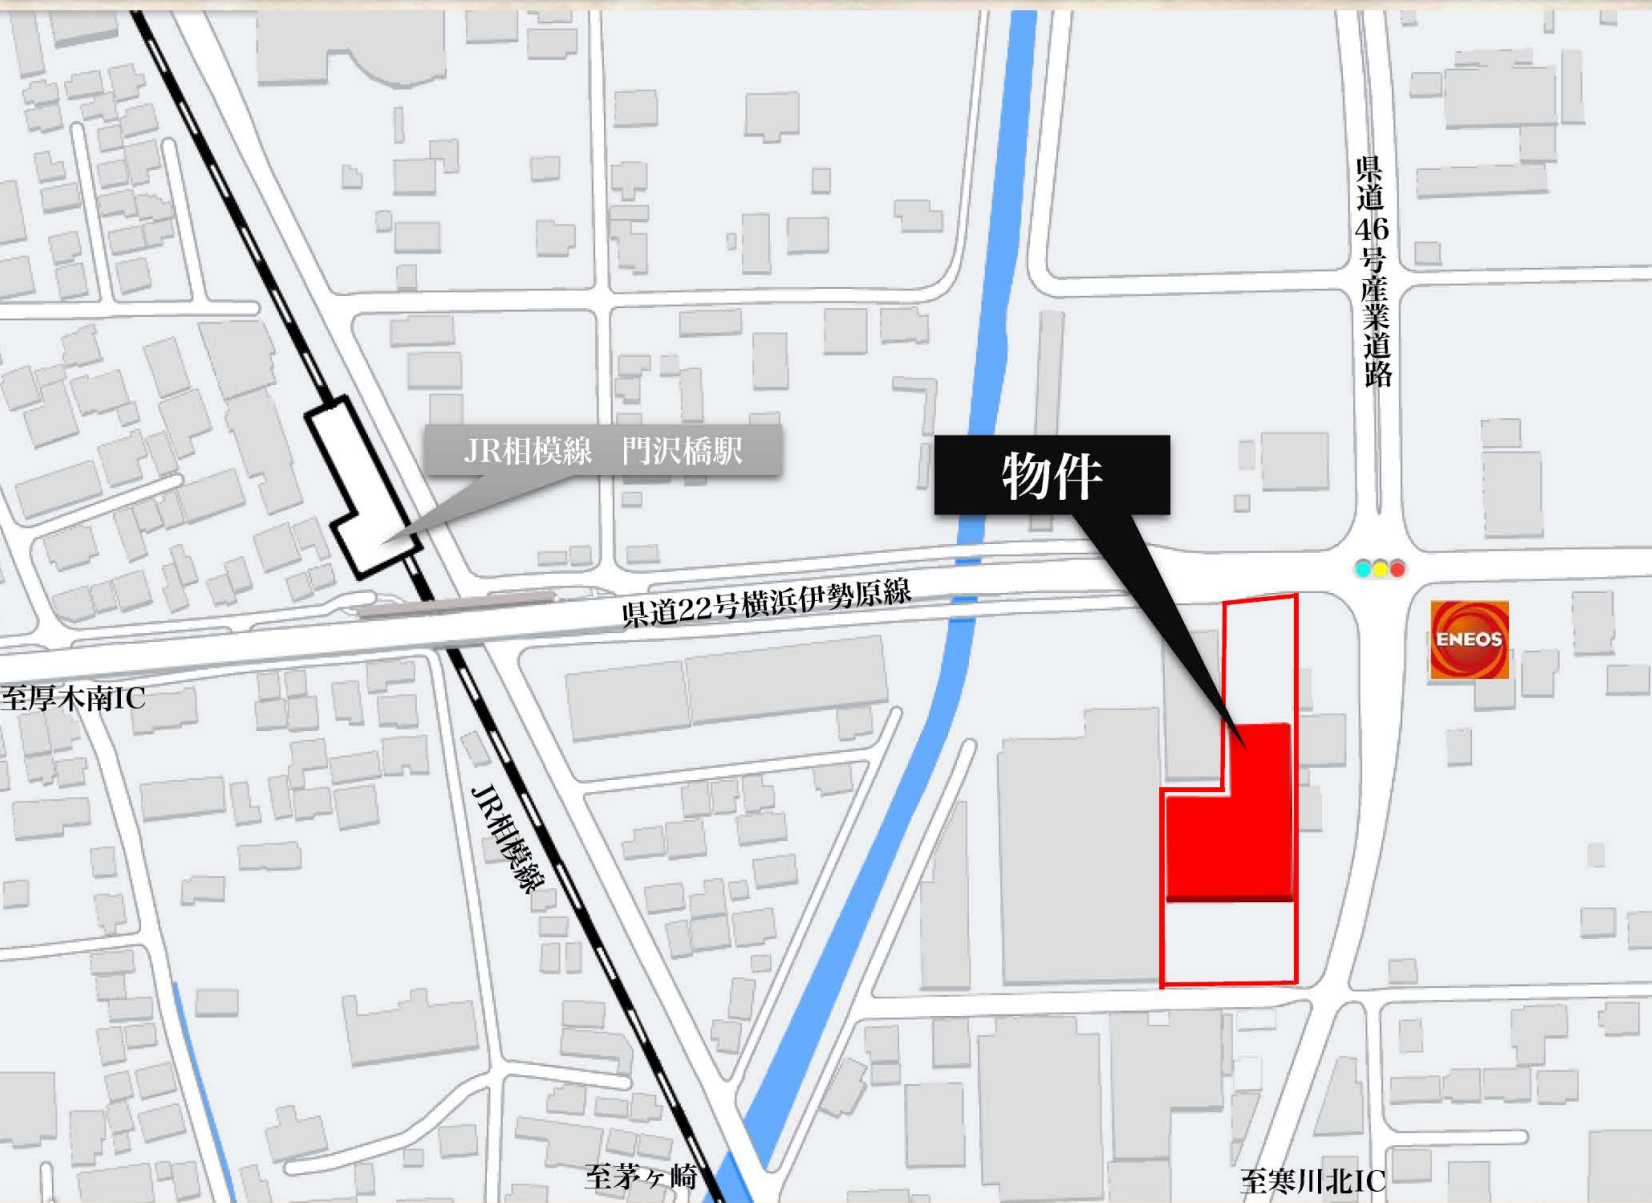 県道46号産業道路
JR相模線　門沢橋駅
物件
県道22号横浜伊勢原線
ENEOS
至厚木南IC
JR相模線
至茅ヶ崎
至寒川北IC